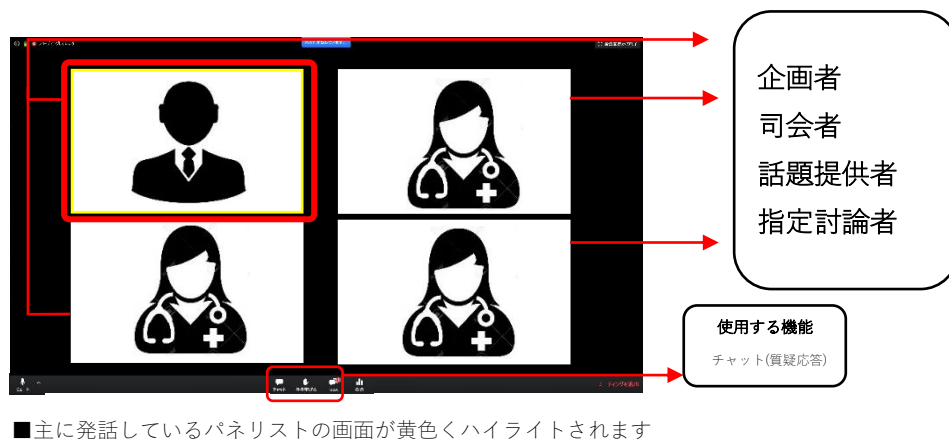 企画者
司会者
話題提供者
指定討論者
使用する機能
チャット(質疑応答)
■主に発話しているパネリストの画面が黄色くハイライトされます